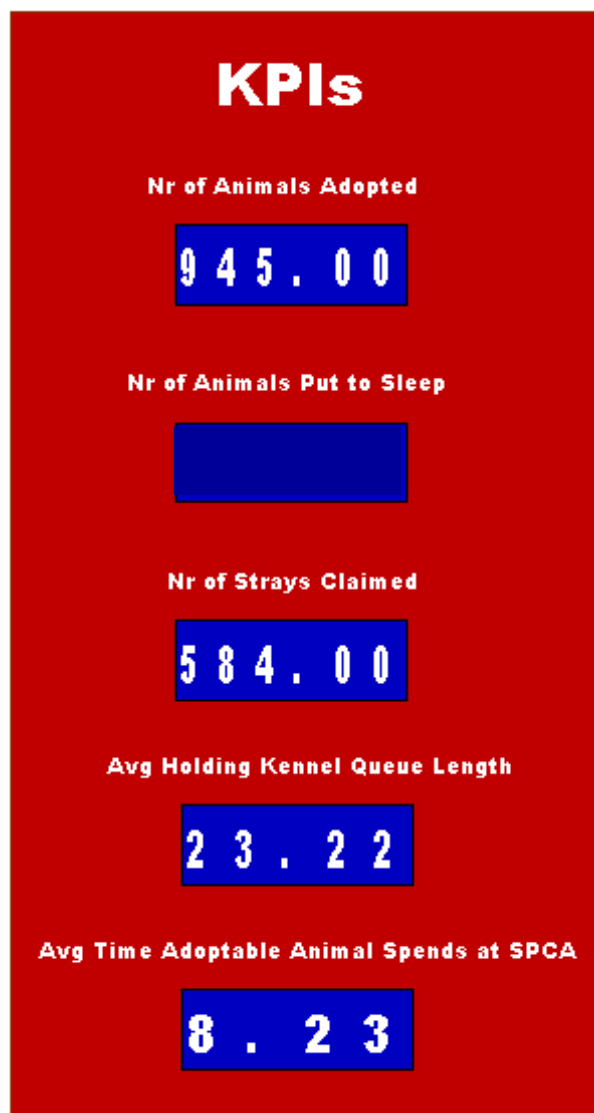 KPIs
Nr of Animals Adopted
945.00
Nr of Animals Put to Sleep
Nr of Strays Claimed
584.00
Avg Holding Kennel Queue Length
23.22
Avg Time Adoptable Animal Spends at SPCA
8.23